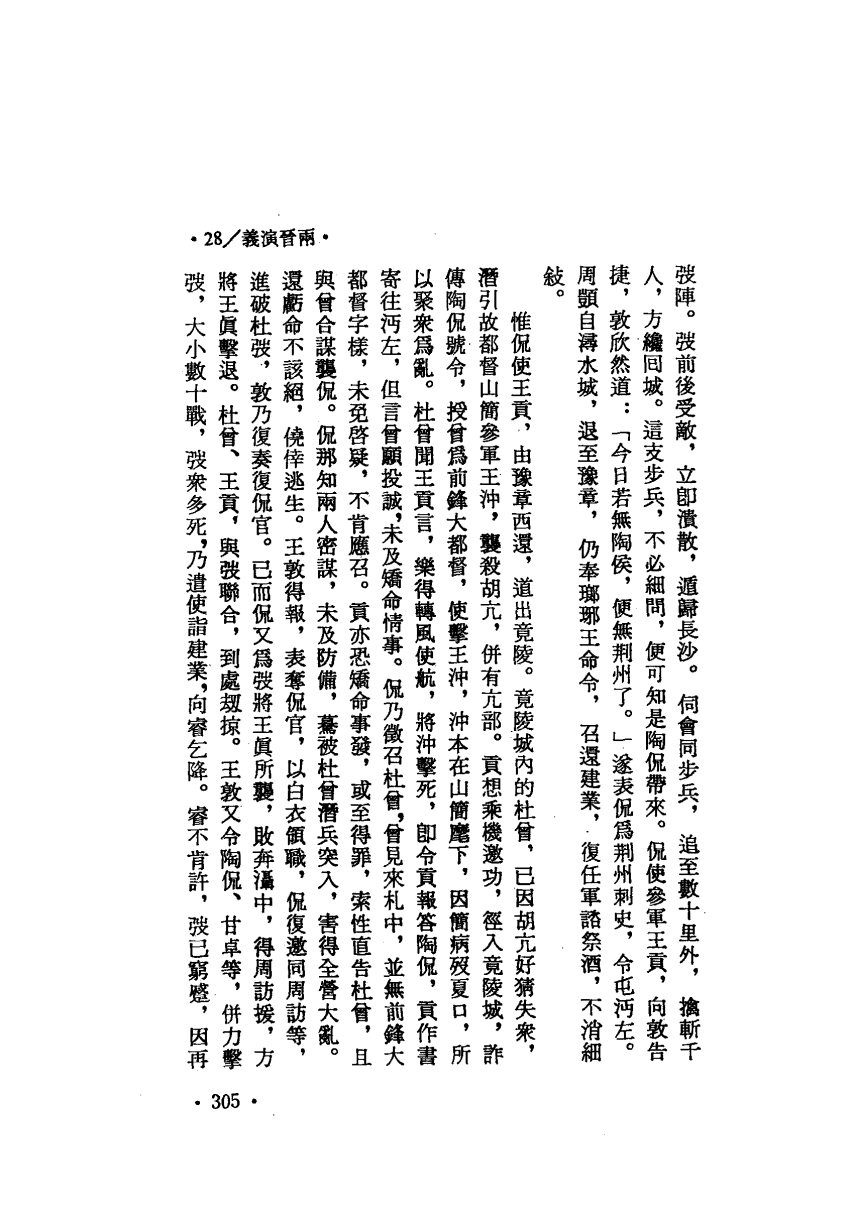 •28/義演晉兩•
弢陣。弢前後受敵，立卽潰散，遁歸長沙。侗會同步兵，追至數十里外，擒斬千
人，方纔囘城。這支步兵，不必細問，便可知是陶侃帶來。侃使參軍王貢，向敦告
捷，敦欣然道：「今日若無陶侯，便無荆州了。」遂表侃爲荆州刺史，令屯沔左。
周顗自潯水城，退至豫章，仍奉瑯琊王命令，召還建業，復任軍諮祭酒，不消細
敍。
惟侃使王貢，由豫章西還，道出竟陵。竟陵城內的杜曾，已因胡亢好猜失衆，
潛引故都督山簡參軍王沖，襲殺胡亢，併有亢部。貢想乘機邀功，徑入竟陵城，詐
傳陶侃號令，授曾爲前鋒大都督，使擊王沖，沖本在山簡麾下，因簡病歿夏口，所
以聚衆爲亂。杜曾聞王貢言，樂得轉風使航，將沖擊死，卽令貢報答陶侃，貢作書
寄往沔左，但言曾願投誠，未及矯命情事。侃乃徵召杜曾，曾見來札中，並無前鋒大
都督字樣，未免啓疑，不肯應召。貢亦恐矯命事發，或至得罪，索性直告杜曾，且
與曾合謀襲侃。侃那知兩人密謀，未及防備，驀被杜曾潛兵突入，害得全營大亂。
還虧命不該絕，僥倖逃生。王敦得報，表奪侃官，以白衣領職，侃復邀同周訪等，
進破杜弢，敦乃復奏復侃官。已而侃又爲弢將王眞所襲，敗奔灄中，得周訪援，方
將王眞擊退。杜曾、王貢，與弢聯合，到處刼掠。王敦又令陶侃、甘卓等，併力擊
弢，大小數十戰，弢衆多死，乃遣使詣建業，向睿乞降。睿不肯許，弢已窮蹙，因再
•305•